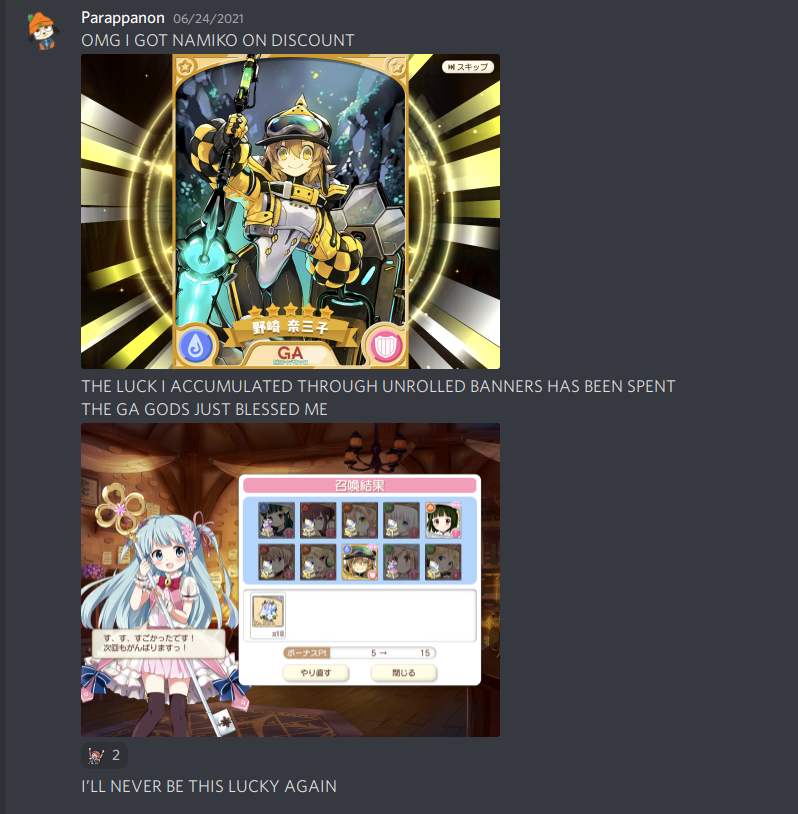 Parappanon 06/24/2021
OMG I GOT NAMIKO ON DISCOUNT
スキップ
野崎 奈三子
GA
THE LUCK I ACCUMULATED THROUGH UNROLLED BANNERS HAS BEEN SPENT
THE GA GODS JUST BLESSED ME
召喚結果
x10
す、す、すごかったです！
次回もがんばりますっ！
ボーナスPt 5→ 15
やり直す 閉じる
2
I'LL NEVER BE THIS LUCKY AGAIN